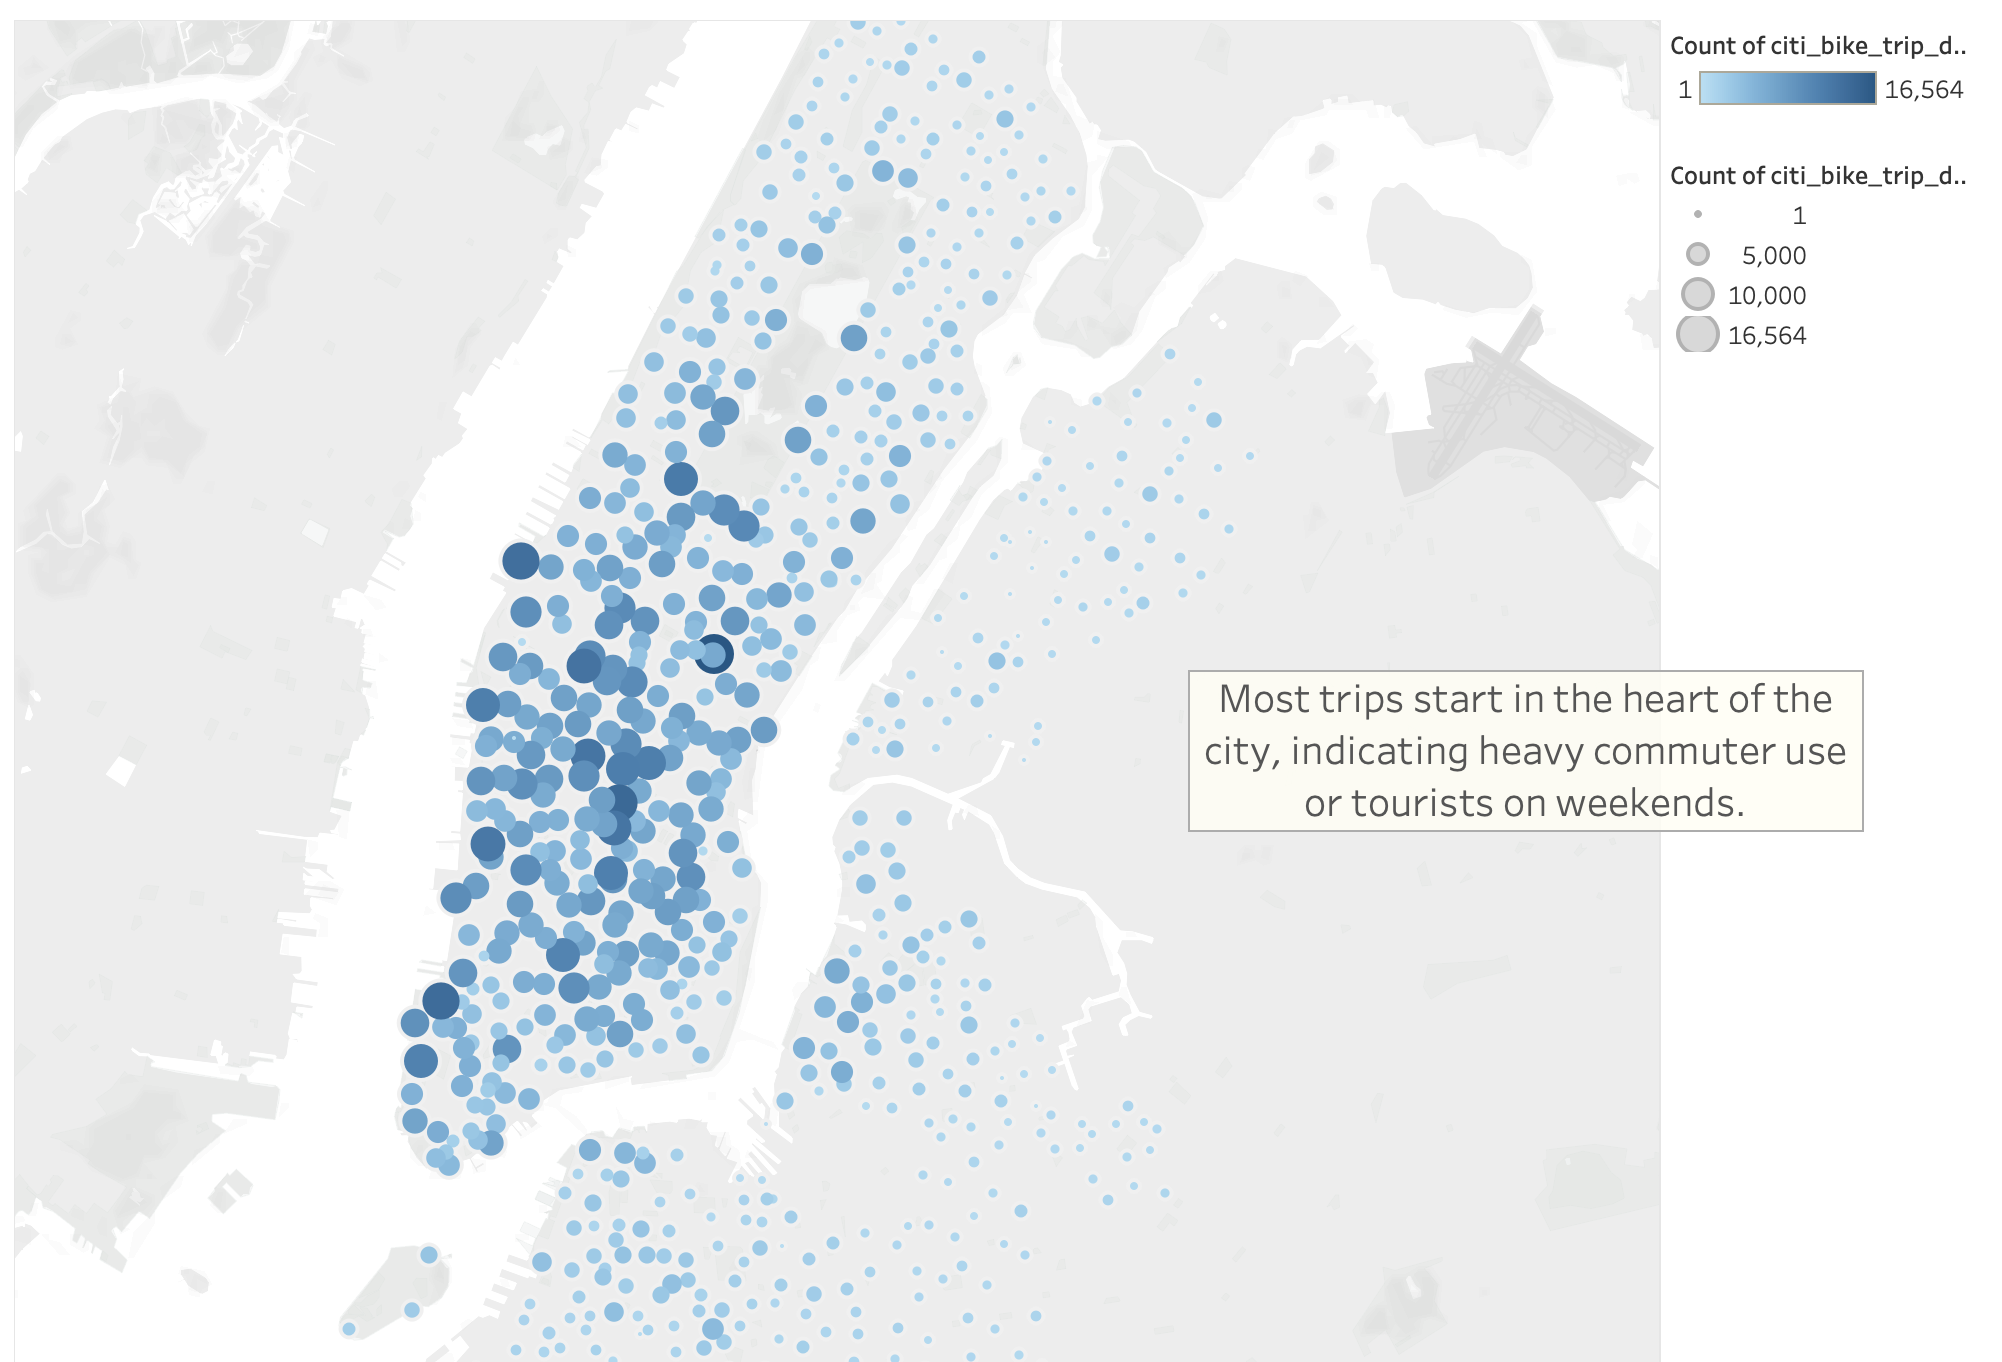 Count of citi_bike_trip_d..
1 16,564
Count of citi_bike_trip_d..
1
5,000
10,000
16,564
Most trips start in the heart of the
city, indicating heavy commuter use
or tourists on weekends.